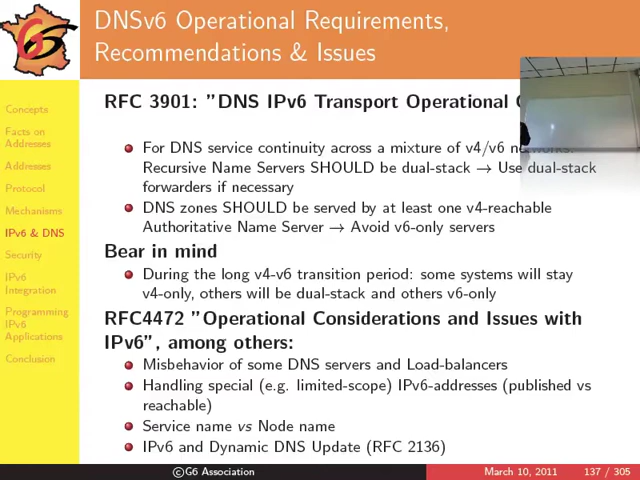 DNSv6 Operational Requirements,
Recommendations & Issues
G6
Concepts
Facts on
Addresses
Addresses
Protocol
Mechanisms
IPv6 & DNS
Security
IPv6
Integration
Programming
IPv6
Applications
Conclusion
RFC 3901: "DNS IPv6 Transport Operational
For DNS service continuity across a mixture of v4/v6 networks:
Recursive Name Servers SHOULD be dual-stack → Use dual-stack
forwarders if necessary
DNS zones SHOULD be served by at least one v4-reachable
Authoritative Name Server → Avoid v6-only servers
Bear in mind
During the long v4-v6 transition period: some systems will stay
v4-only, others will be dual-stack and others v6-only
RFC4472 "Operational Considerations and Issues with
IPv6", among others:
Misbehavior of some DNS servers and Load-balancers
Handling special (e.g. limited-scope) IPv6-addresses (published vs
reachable)
Service name vs Node name
IPv6 and Dynamic DNS Update (RFC 2136)
©G6 Association
March 10, 2011
137 / 305